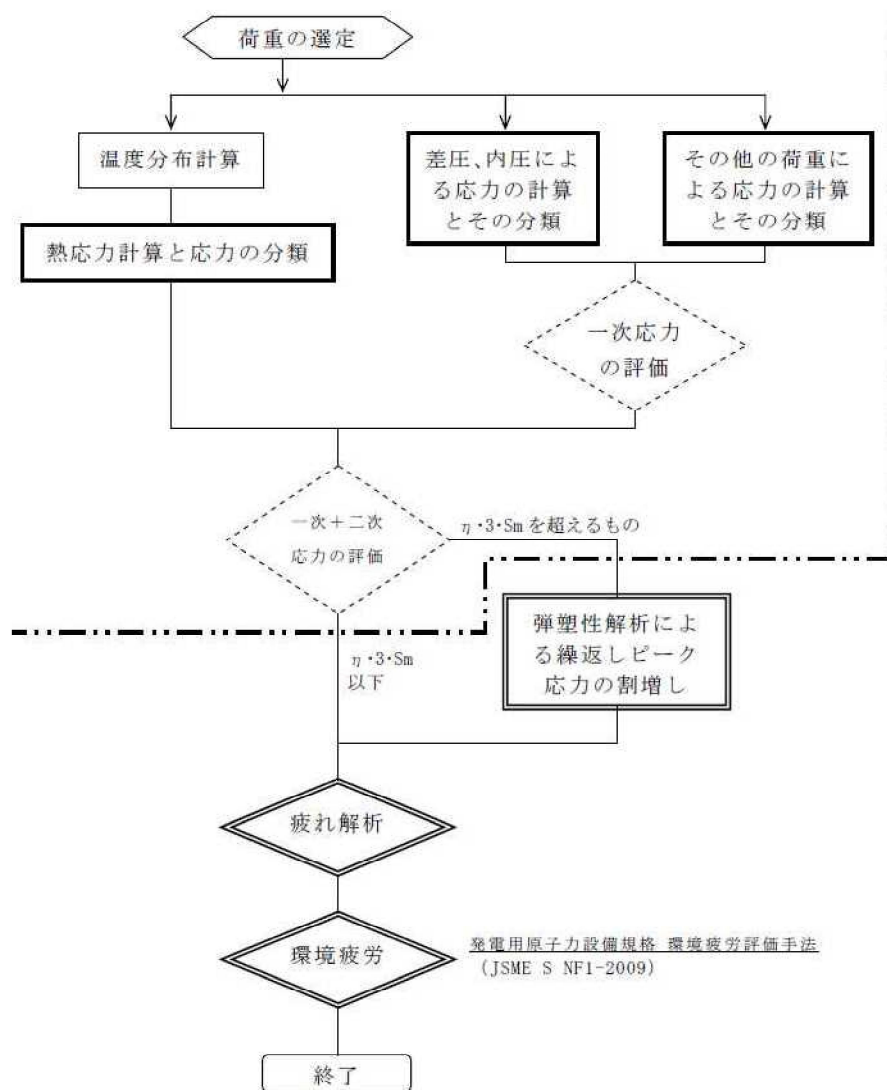 荷重の選定
温度分布計算
差圧、内圧によ
る応力の計算
とその分類
その他の荷重に
よる応力の計算
とその分類
熱応力計算と応力の分類
一次応力
の評価
一次＋二次
応力の評価
η・3・Smを超えるもの
弾塑性解析によ
る繰返しピーク
応力の割増し
η・3・Sm
以下
疲れ解析
環境疲労
発電用原子力設備規格 環境疲労評価手法
(JSME S NF1-2009)
終了